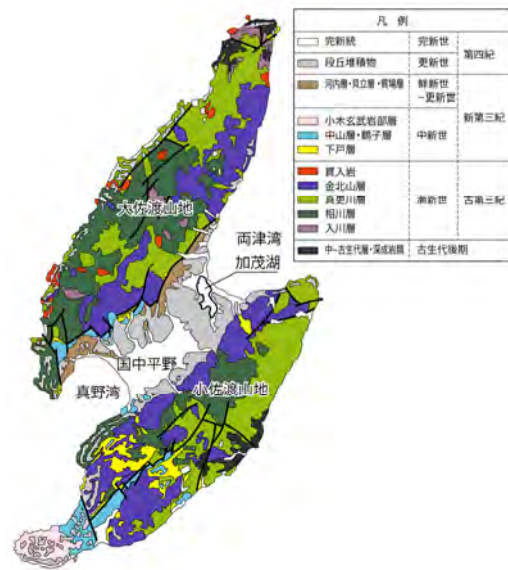 凡 例
完新統 完新世 第四紀
段丘堆積物 更新世
河内層・貝立層・質場層 鮮新世
~更新世 新第三紀
小木玄武岩部層
中山層・鶴子層 中新世
下戸層
貫入岩
金北山層
真更川層 漸新世 古第三紀
相川層
入川層
中-古生代層・深成岩類 古生代後期
大佐渡山地
両津湾
加茂湖
国中平野
真野湾
小佐渡山地